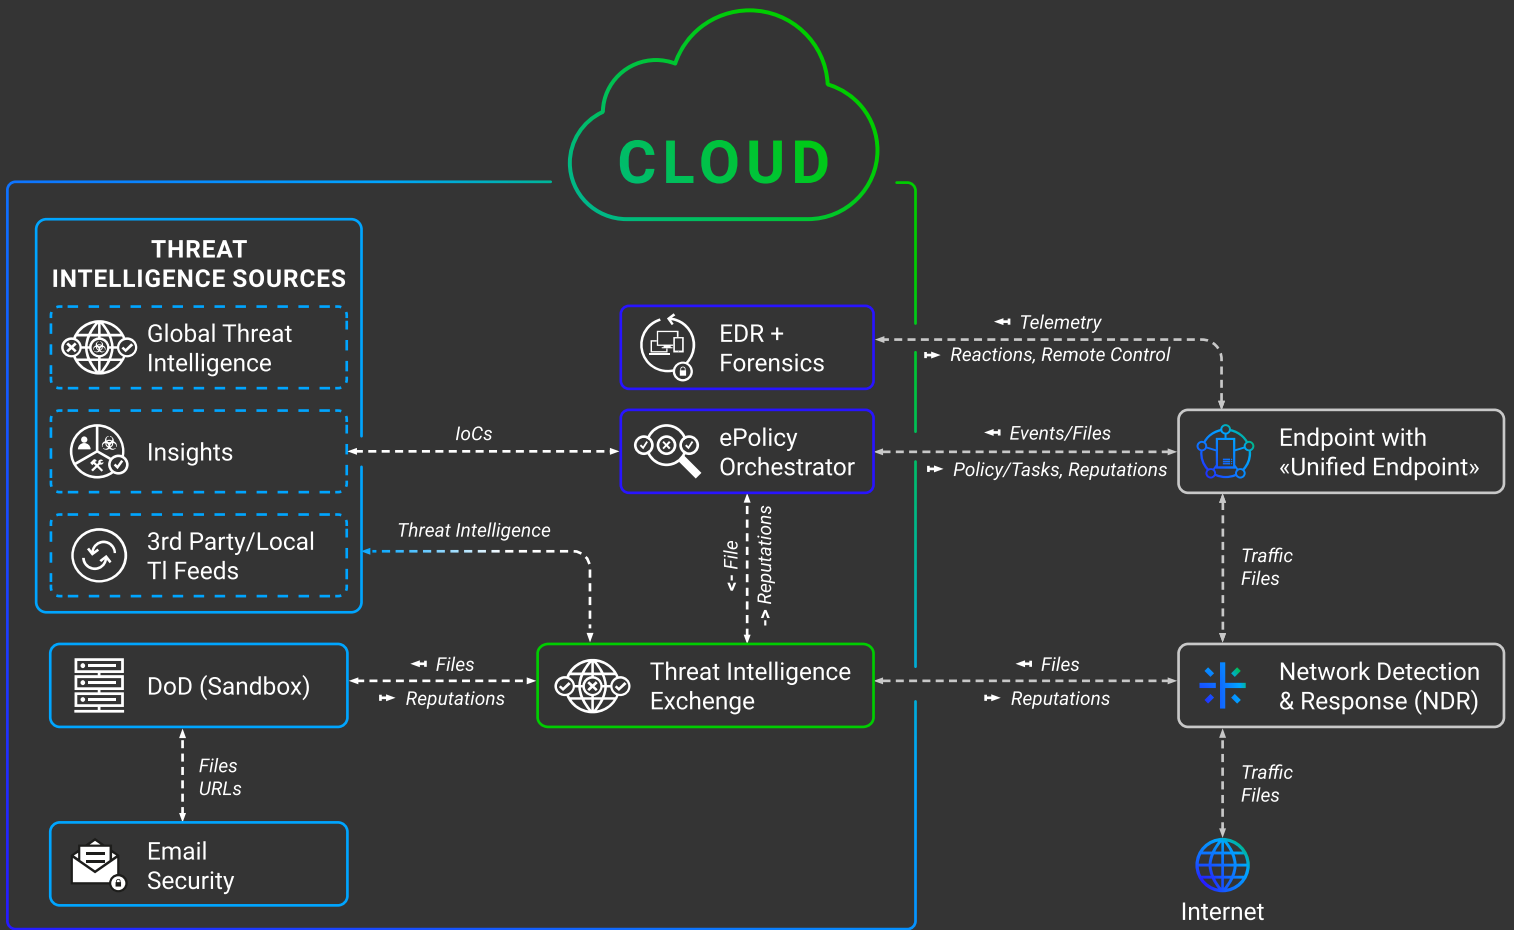 CLOUD
THREAT
INTELLIGENCE SOURCES
Global Threat
Intelligence
Insights
3rd Party/Local
TI Feeds
DoD (Sandbox)
Email
Security
IoCs
Threat Intelligence
Files
Reputations
Files
URLs
EDR +
Forensics
ePolicy
Orchestrator
<- File
-> Reputations
Threat Intelligence
Exchenge
Telemetry
Reactions, Remote Control
Events/Files
Policy/Tasks, Reputations
Files
Reputations
Endpoint with
«Unified Endpoint»
Traffic
Files
Network Detection
& Response (NDR)
Traffic
Files
Internet